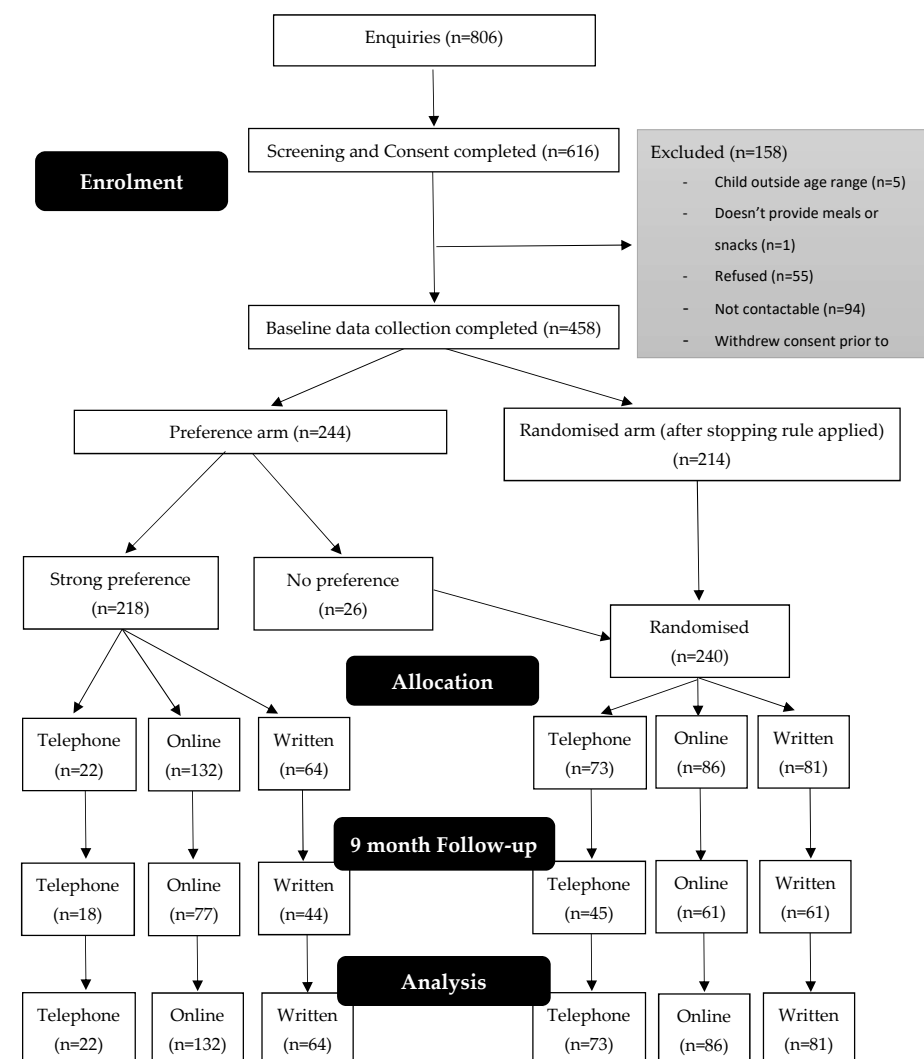 Enquiries (n=806)
Screening and Consent completed (n=616)
Enrolment
Excluded (n=158)
- Child outside age range (n=5)
- Doesn’t provide meals or
snacks (n=1)
- Refused (n=55)
- Not contactable (n=94)
- Withdrew consent prior to
Baseline data collection completed (n=458)
Preference arm (n=244)
Randomised arm (after stopping rule applied)
(n=214)
Strong preference
(n=218)
No preference
(n=26)
Randomised
(n=240)
Allocation
Telephone
(n=22)
Online
(n=132)
Written
(n=64)
Telephone
(n=73)
Online
(n=86)
Written
(n=81)
9 month Follow-up
Telephone
(n=18)
Online
(n=77)
Written
(n=44)
Telephone
(n=45)
Online
(n=61)
Written
(n=61)
Analysis
Telephone
(n=22)
Online
(n=132)
Written
(n=64)
Telephone
(n=73)
Online
(n=86)
Written
(n=81)